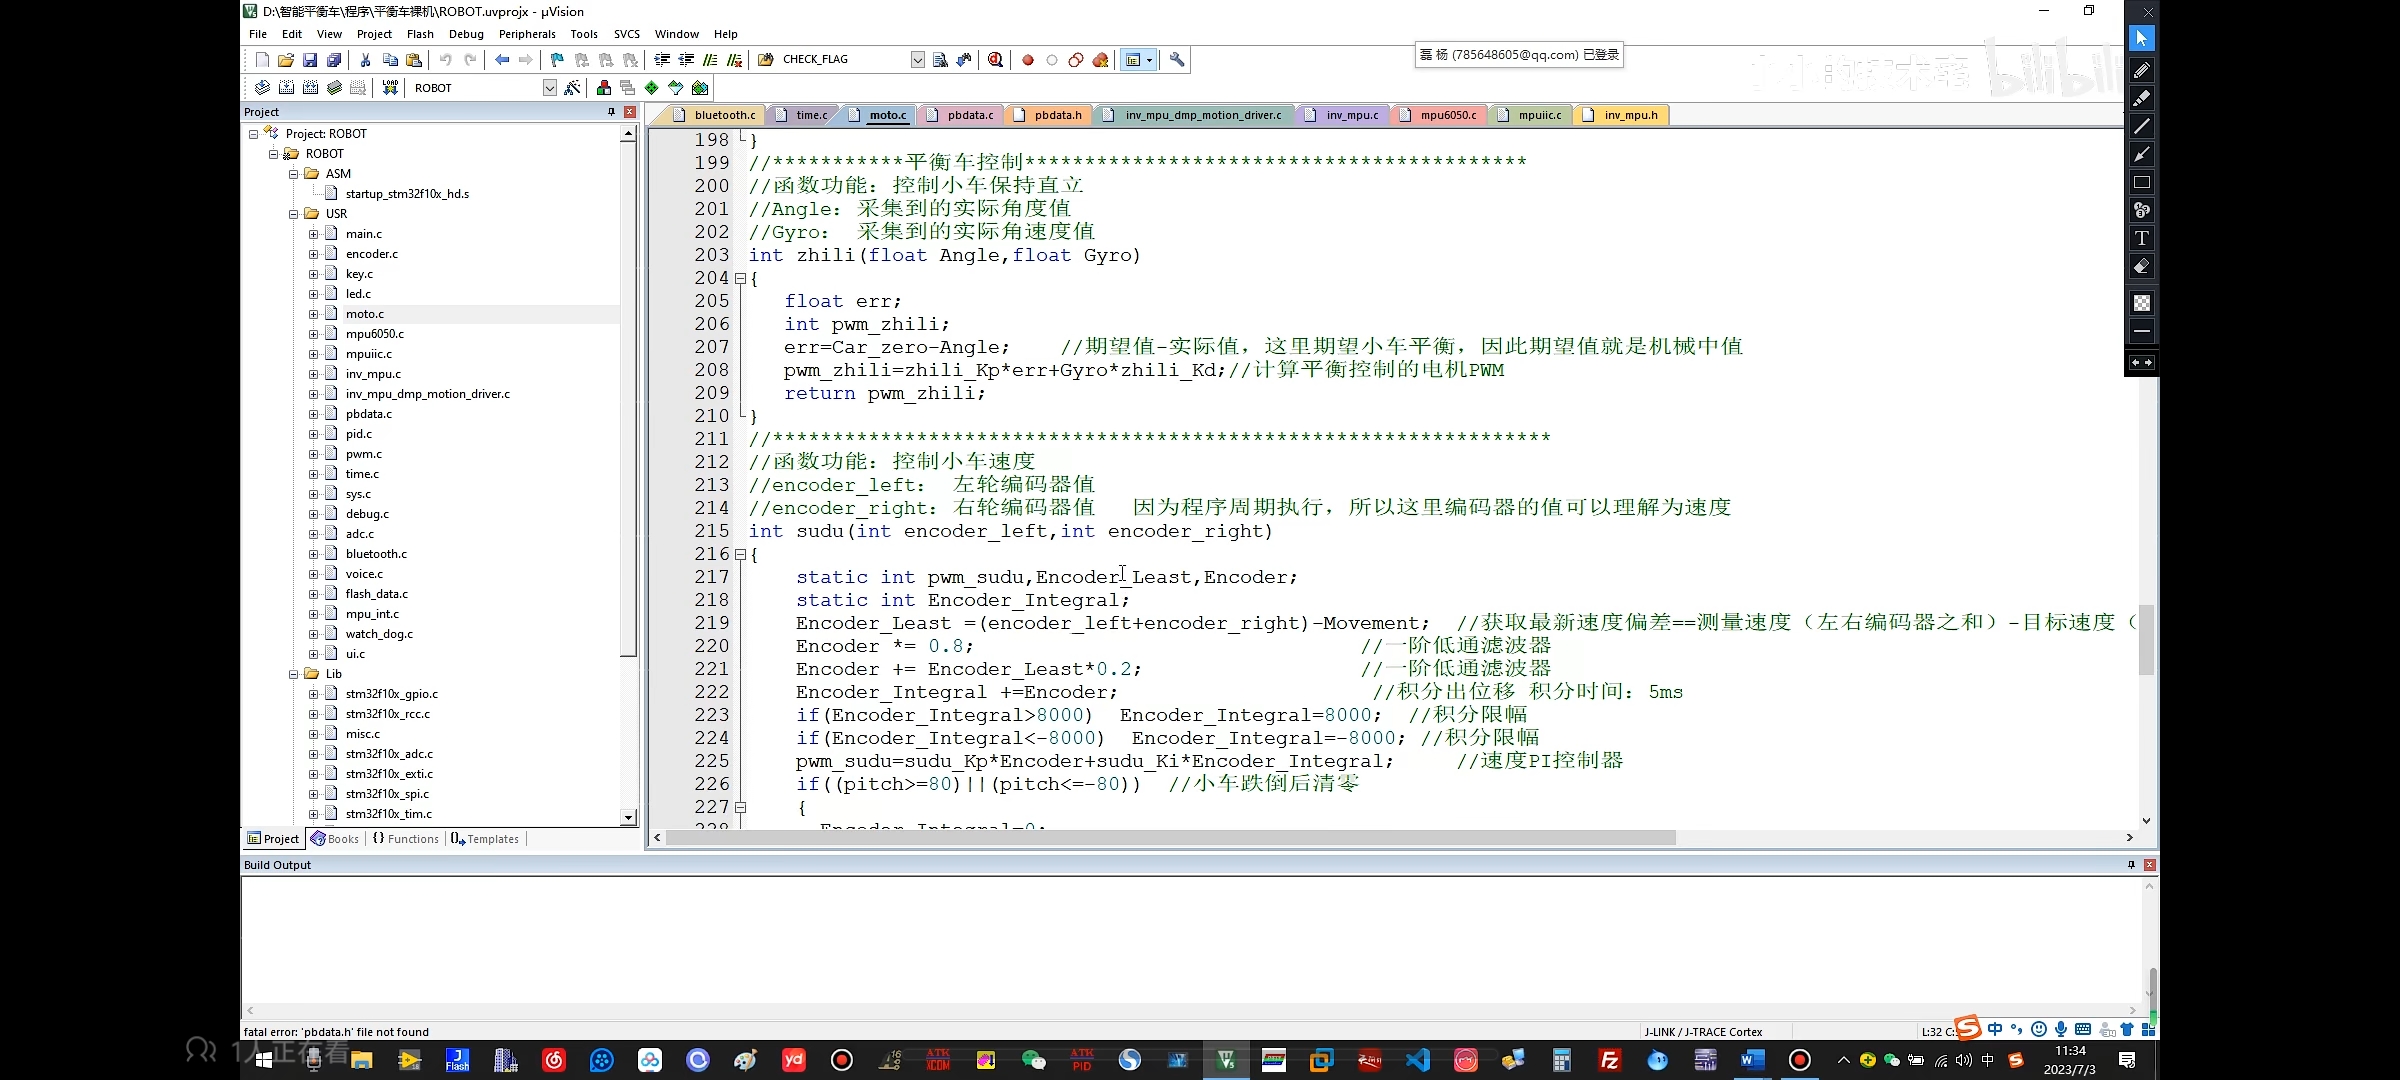 D:\智能平衡车\程序\平衡车裸机\ROBOT.uvprojx - µVision
File Edit View Project Flash Debug Peripherals Tools SVCS Window Help
CHECK_FLAG
磊 杨 (785648605@qq.com) 已登录
bilibili
ROBOT
Project
bluetooth.c time.c moto.c pbdata.c pbdata.h inv_mpu_dmp_motion_driver.c inv_mpu.c mpu6050.c mpuiic.c inv_mpu.h
Project: ROBOT
ROBOT
ASM
startup_stm32f10x_hd.s
USR
main.c
encoder.c
key.c
led.c
moto.c
mpu6050.c
mpuiic.c
inv_mpu.c
inv_mpu_dmp_motion_driver.c
pbdata.c
pid.c
pwm.c
time.c
sys.c
debug.c
adc.c
bluetooth.c
voice.c
flash_data.c
mpu_int.c
watch_dog.c
ui.c
Lib
stm32f10x_gpio.c
stm32f10x_rcc.c
misc.c
stm32f10x_adc.c
stm32f10x_exti.c
stm32f10x_spi.c
stm32f10x_tim.c
Project Books {} Functions Templates
198 }
199 //***********平衡车控制******************************************
200 //函数功能：控制小车保持直立
201 //Angle：采集到的实际角度值
202 //Gyro： 采集到的实际角速度值
203 int zhili(float Angle,float Gyro)
204 {
205 float err;
206 int pwm_zhili;
207 err=Car_zero-Angle; //期望值-实际值，这里期望小车平衡，因此期望值就是机械中值
208 pwm_zhili=zhili_Kp*err+Gyro*zhili_Kd;//计算平衡控制的电机PWM
209 return pwm_zhili;
210 }
211 //*****************************************************************
212 //函数功能：控制小车速度
213 //encoder_left： 左轮编码器值
214 //encoder_right：右轮编码器值 因为程序周期执行，所以这里编码器的值可以理解为速度
215 int sudu(int encoder_left,int encoder_right)
216 {
217 static int pwm_sudu,Encoder_Least,Encoder;
218 static int Encoder_Integral;
219 Encoder_Least =(encoder_left+encoder_right)-Movement; //获取最新速度偏差==测量速度（左右编码器之和）-目标速度（
220 Encoder *= 0.8; //一阶低通滤波器
221 Encoder += Encoder_Least*0.2; //一阶低通滤波器
222 Encoder_Integral +=Encoder; //积分出位移 积分时间：5ms
223 if(Encoder_Integral>8000) Encoder_Integral=8000; //积分限幅
224 if(Encoder_Integral<-8000) Encoder_Integral=-8000; //积分限幅
225 pwm_sudu=sudu_Kp*Encoder+sudu_Ki*Encoder_Integral; //速度PI控制器
226 if((pitch>=80)||(pitch<=-80)) //小车跌倒后清零
227 {
228 Encoder_Integral=0;
Build Output
fatal error: 'pbdata.h' file not found
J-LINK / J-TRACE Cortex
L:32 C:
中
1人正在看
11:34
2023/7/3